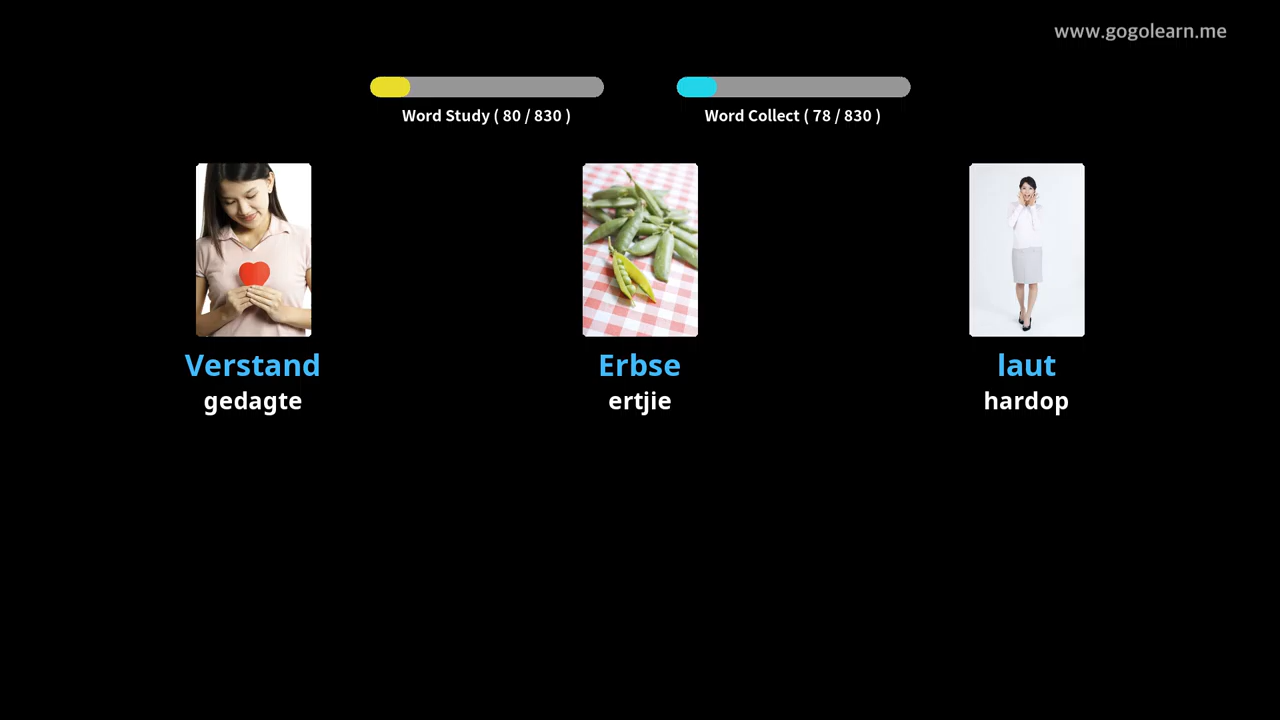 www.gogolearn.me
Word Study ( 80 / 830 )
Word Collect ( 78 / 830 )
Verstand
gedagte
Erbse
ertjie
laut
hardop